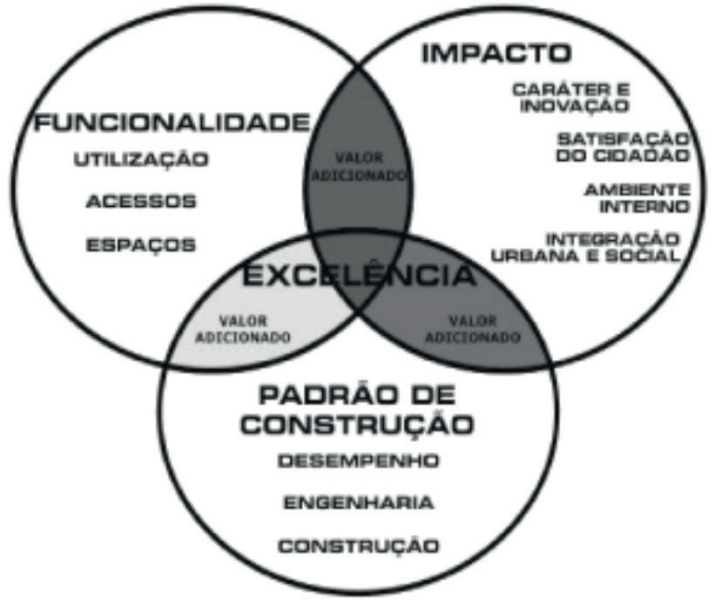 FUNCIONALIDADE
UTILIZAÇÃO
ACESSOS
ESPAÇOS
IMPACTO
CARÁTER E
INOVAÇÃO
SATISFAÇÃO
DO CIDADÃO
AMBIENTE
INTERNO
INTEGRAÇÃO
URBANA E SOCIAL
VALOR
ADICIONADO
EXCELÊNCIA
VALOR
ADICIONADO
VALOR
ADICIONADO
PADRÃO DE
CONSTRUÇÃO
DESEMPENHO
ENGENHARIA
CONSTRUÇÃO